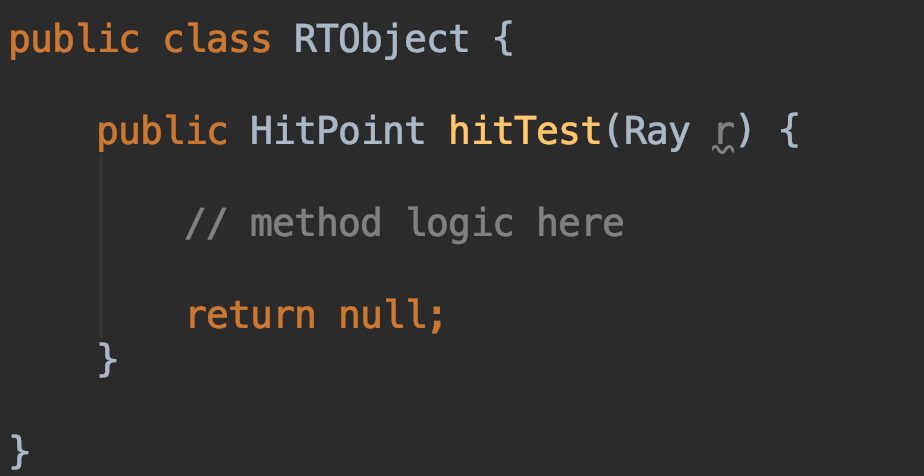 public class RTObject {
public HitPoint hitTest(Ray r) {
// method logic here
return null;
}
}